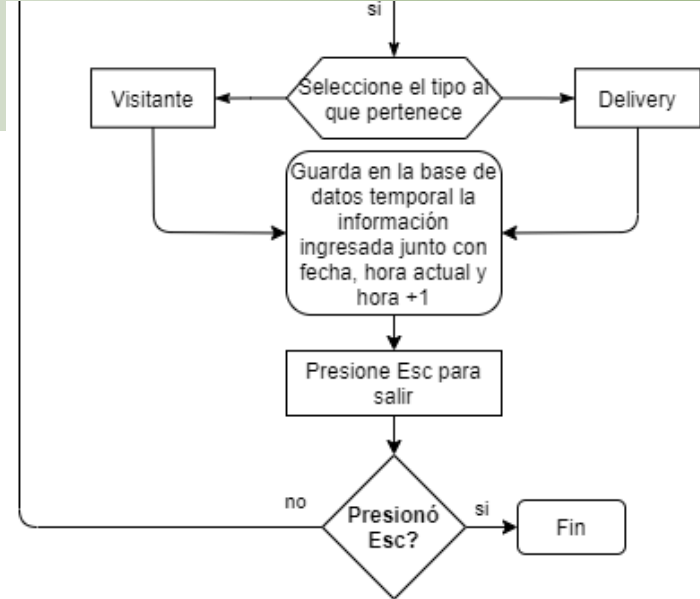 si
Seleccione el tipo al
que pertenece
Visitante
Delivery
Guarda en la base de
datos temporal la
información
ingresada junto con
fecha, hora actual y
hora +1
Presione Esc para
salir
Presionó
Esc?
no
si
Fin